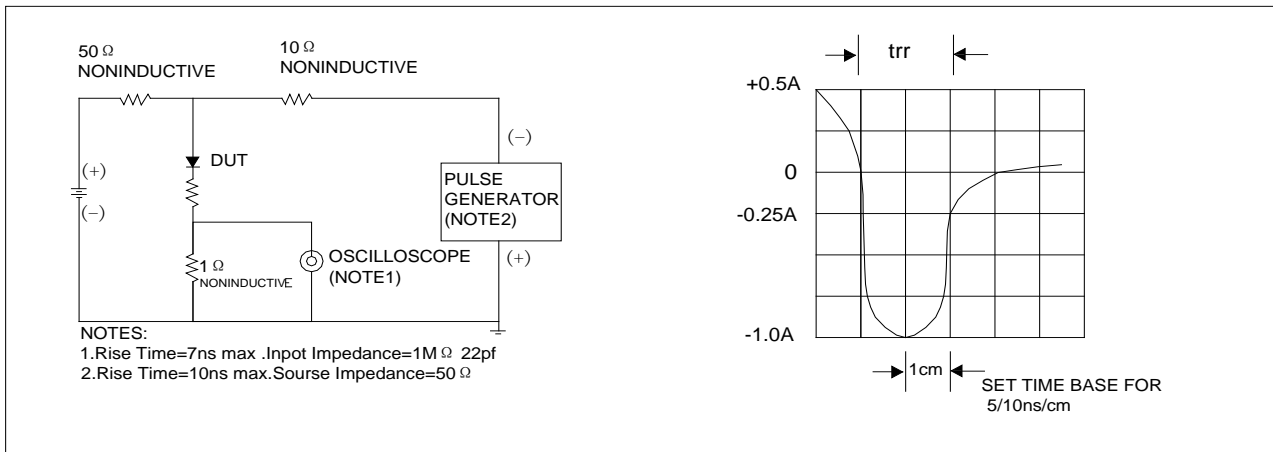 50 Ω
NONINDUCTIVE
10 Ω
NONINDUCTIVE
(+)
(−)
DUT
1 Ω
NONINDUCTIVE
OSCILLOSCOPE
(NOTE1)
(−)
PULSE
GENERATOR
(NOTE2)
(+)
NOTES:
1.Rise Time=7ns max .Inpot Impedance=1M Ω 22pf
2.Rise Time=10ns max.Sourse Impedance=50 Ω
trr
+0.5A
0
-0.25A
-1.0A
1cm
SET TIME BASE FOR
5/10ns/cm